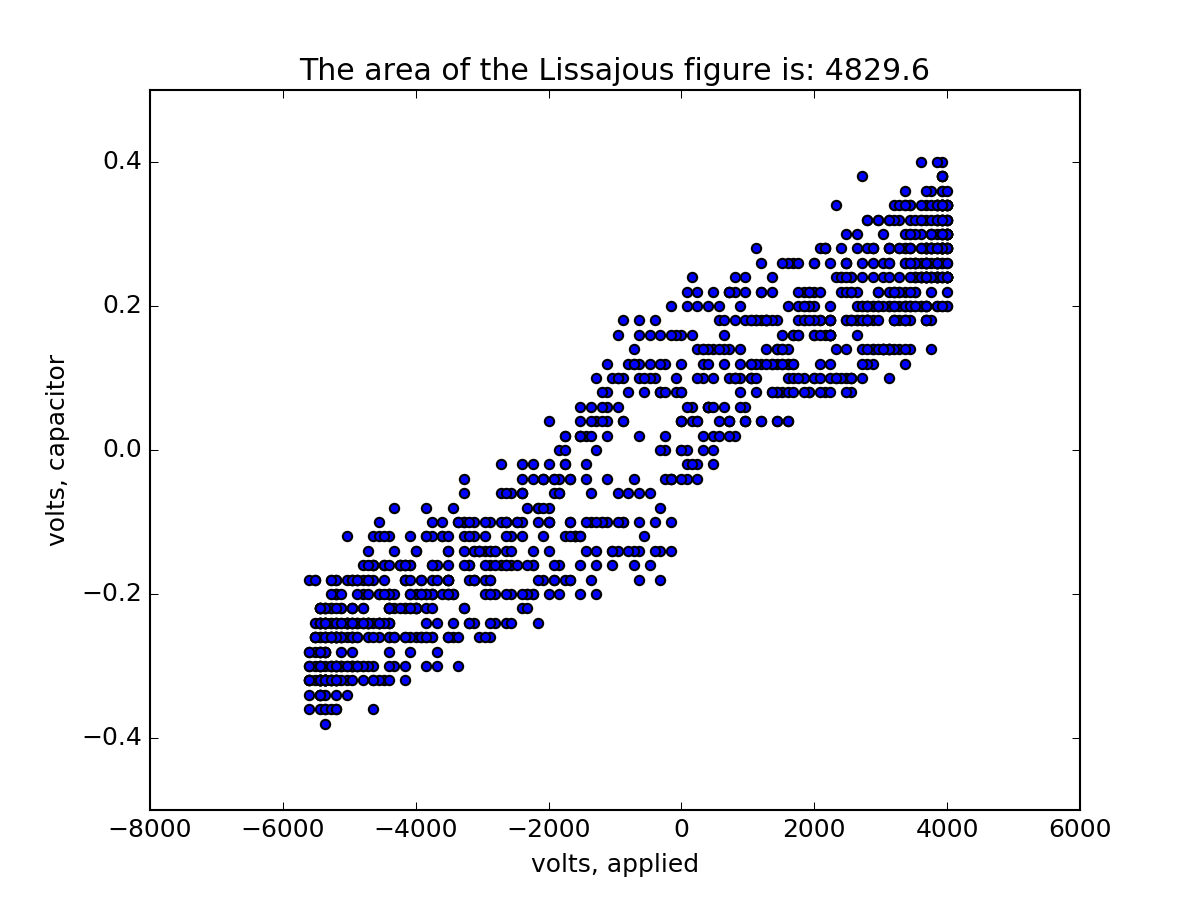 The area of the Lissajous figure is: 4829.6
0.4
0.2
0.0
−0.2
−0.4
volts, capacitor
−8000 −6000 −4000 −2000 0 2000 4000 6000
volts, applied